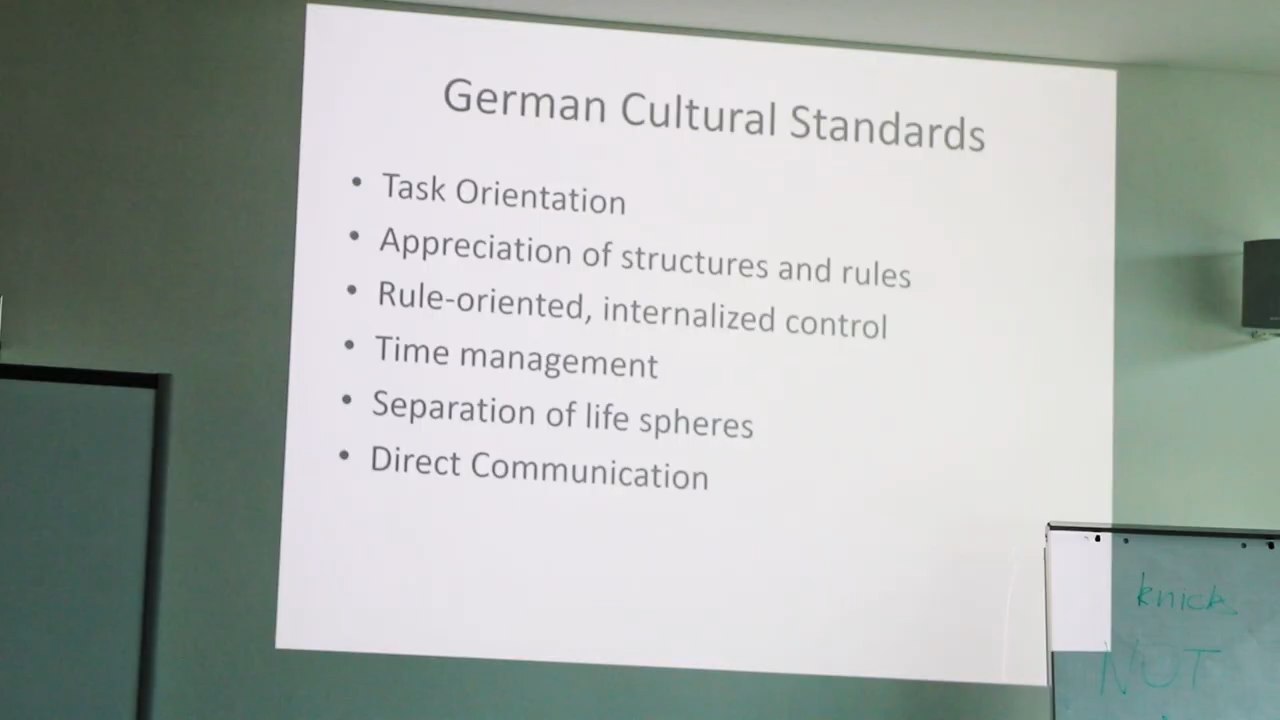 German Cultural Standards
• Task Orientation
• Appreciation of structures and rules
• Rule-oriented, internalized control
• Time management
• Separation of life spheres
• Direct Communication
knick
NUT